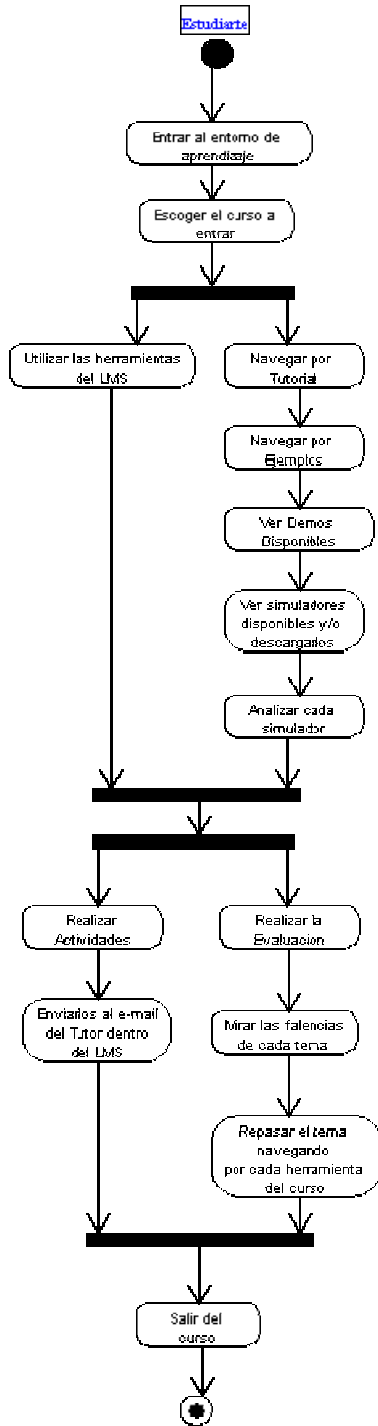 Estudiarte
Entrar al entorno de
aprendizaje
Escoger el curso a
entrar
Utilizar las herramientas
del LMS
Navegar por
Tutorial
Navegar por
Ejemplos
Ver Demos
Disponibles
Ver simuladores
disponibles y/o
descargarlos
Analizar cada
simulador
Realizar
Actividades
Enviarlos al e-mail
del Tutor dentro
del LMS
Realizar la
Evaluacion
Mirar las falencias
de cada tema
Repasar el tema
navegando
por cada herramienta
del curso
Salir del
curso